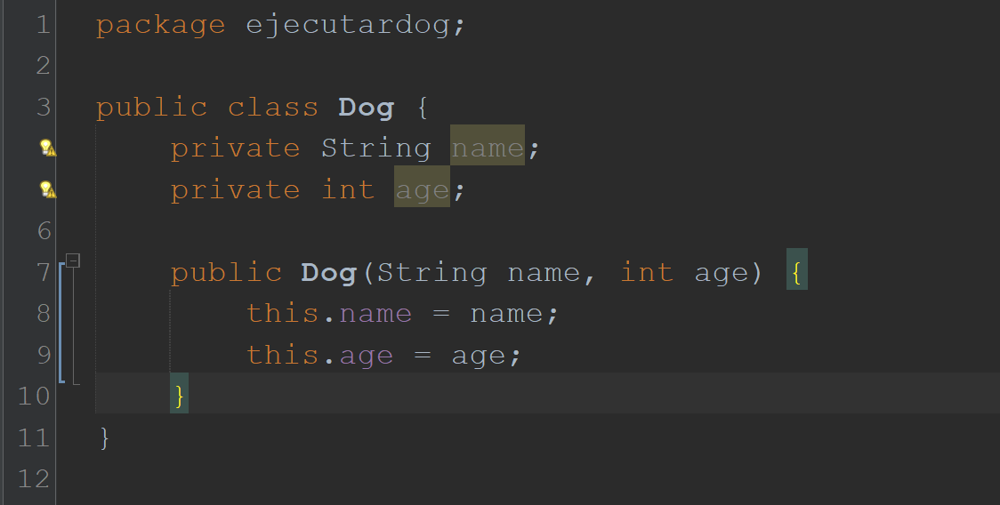 1 package ejecutardog;
2
3 public class Dog {
private String name;
private int age;
6
7 public Dog(String name, int age) {
8 this.name = name;
9 this.age = age;
10 }
11 }
12